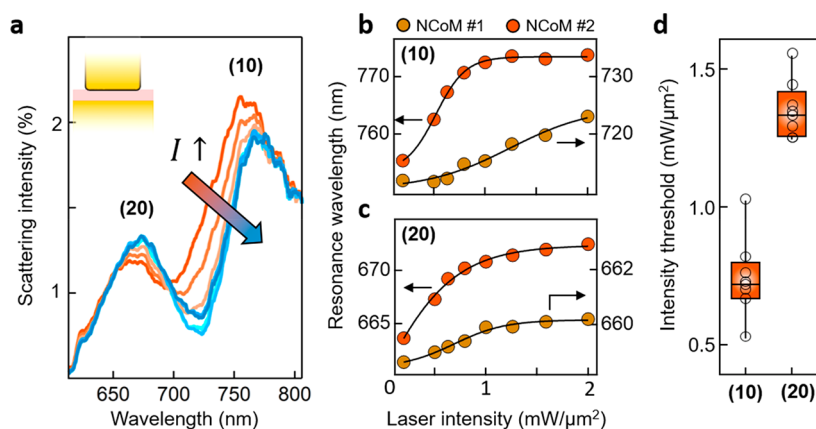 a
(10)
(20)
I ↑
Scattering intensity (%)
2
1
650 700 750 800
Wavelength (nm)
b
NCoM #1 NCoM #2
(10)
770
760
735
720
Resonance wavelength (nm)
c
(20)
670
665
662
660
0 1 2
Laser intensity (mW/μm²)
d
Intensity threshold (mW/μm²)
1.5
1.0
0.5
(10) (20)